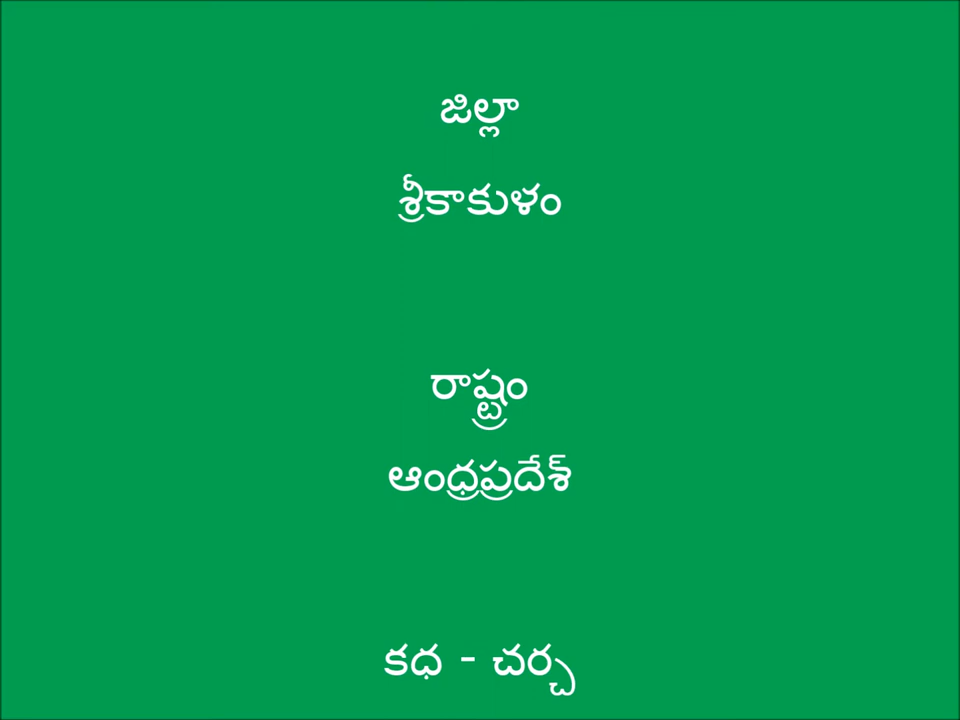 జిల్లా
శ్రీకాకుళం
రాష్ట్రం
ఆంధ్రప్రదేశ్
కధ - చర్చ